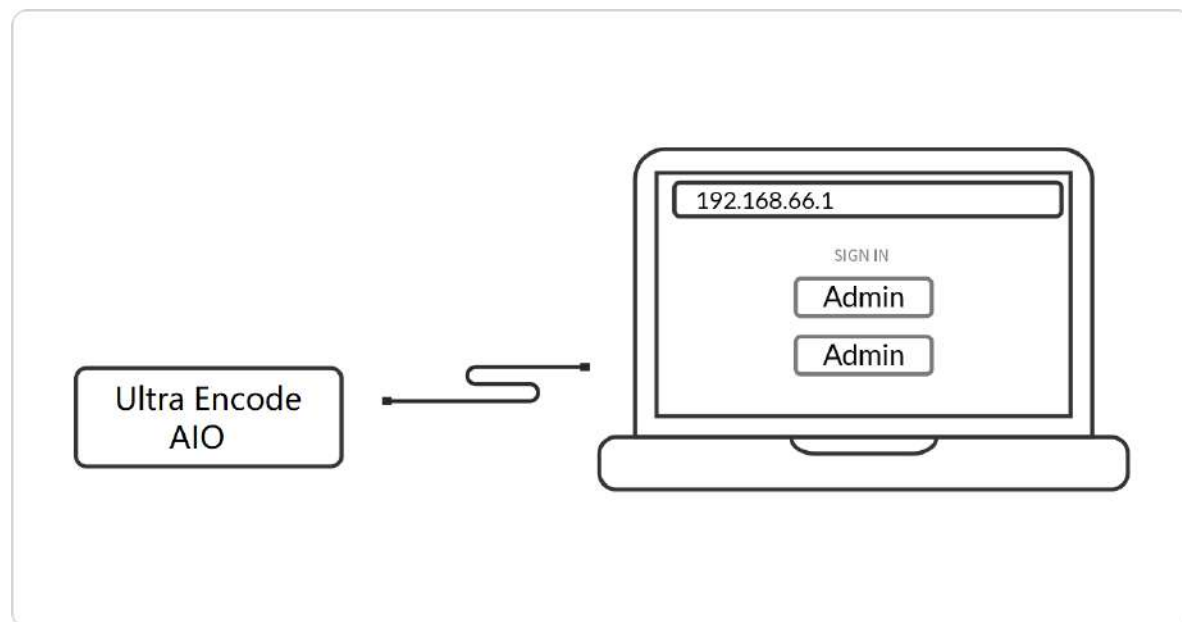 192.168.66.1
SIGN IN
Admin
Admin
Ultra Encode
AIO